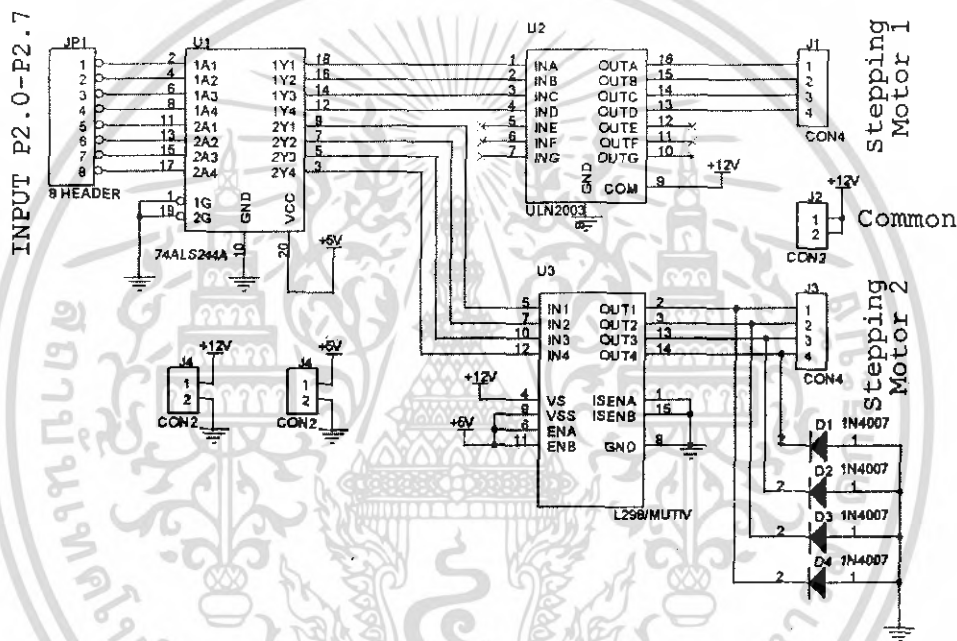 INPUT P2.0-P2.7
JP1
1
2
3
4
5
6
7
8
8 HEADER
U1
2 1A1 1Y1 18
4 1A2 1Y2 16
6 1A3 1Y3 14
8 1A4 1Y4 12
11 2A1 2Y1 9
13 2A2 2Y2 7
15 2A3 2Y3 5
17 2A4 2Y4 3
1 1G
19 2G
GND VCC
10 20
74ALS244A
+5V
U2
1 INA OUTA 16
2 INB OUTB 15
3 INC OUTC 14
4 IND OUTD 13
5 INE OUTE 12
6 INF OUTF 11
7 ING OUTG 10
GND COM 9
8
+12V
ULN2003
J1
1
2
3
4
CON4
Stepping
Motor 1
+12V
J2
1
2
CON2
Common
U3
5 IN1 OUT1 2
7 IN2 OUT2 3
10 IN3 OUT3 13
12 IN4 OUT4 14
+12V
4 VS ISENA 1
9 VSS ISENB 15
6 ENA
+5V
11 ENB GND 8
L298/MUTIV
J3
1
2
3
4
CON4
Stepping
Motor 2
J4
+12V
1
2
CON2
J4
+5V
1
2
CON2
D1 1N4007
2 1
D2 1N4007
2 1
D3 1N4007
2 1
D4 1N4007
2 1